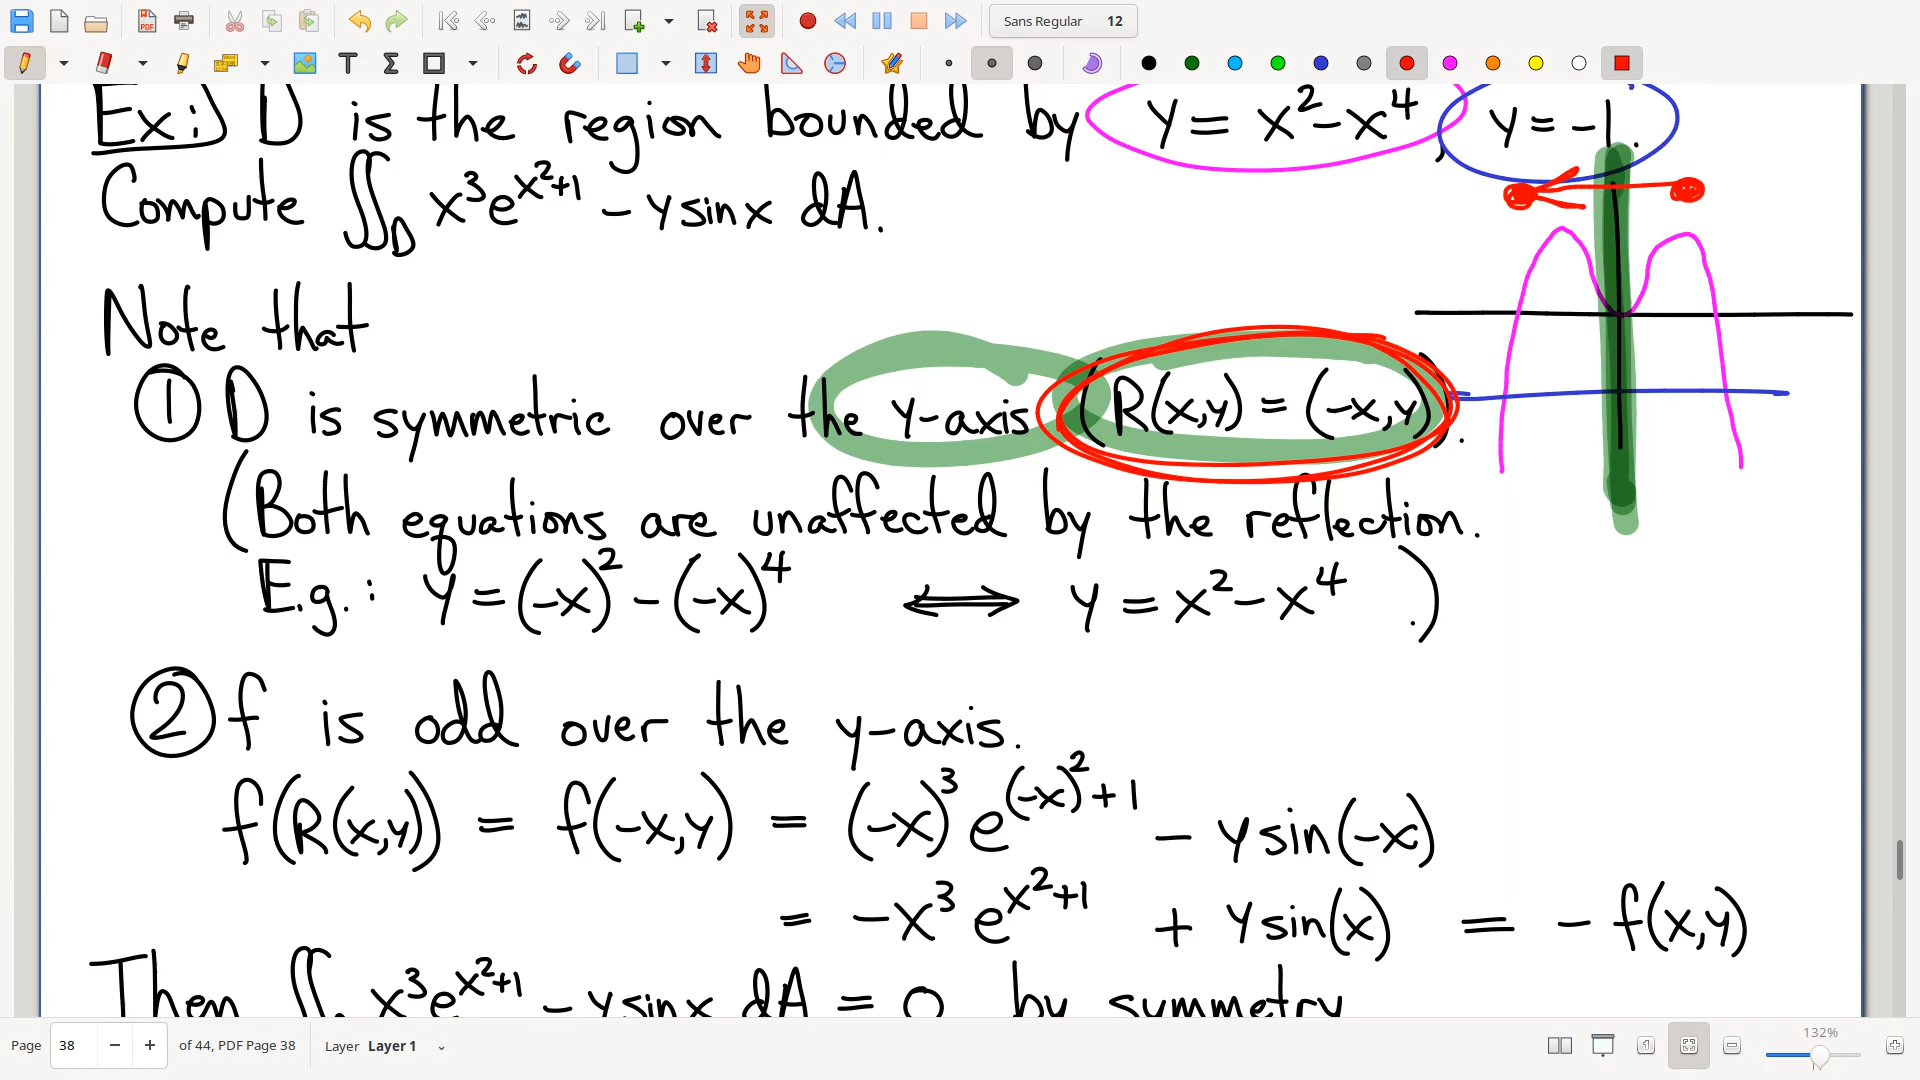 Sans Regular 12
Ex: D is the region bounded by y = x²-x⁴, y = -1.
Compute ∬_D x³e^{x²+1} - y sin x dA.
Note that
① D is symmetric over the y-axis (R(x,y) = (-x,y)).
(Both equations are unaffected by the reflection.
E.g.: y = (-x)² - (-x)⁴ ⟺ y = x² - x⁴ .)
② f is odd over the y-axis.
f(R(x,y)) = f(-x,y) = (-x)³ e^{(-x)²+1} - y sin(-x)
= -x³ e^{x²+1} + y sin(x) = - f(x,y)
Then ∬ x³e^{x²+1} - y sin x dA = 0 by symmetry
Page 38 - + of 44, PDF Page 38 Layer Layer 1 132%